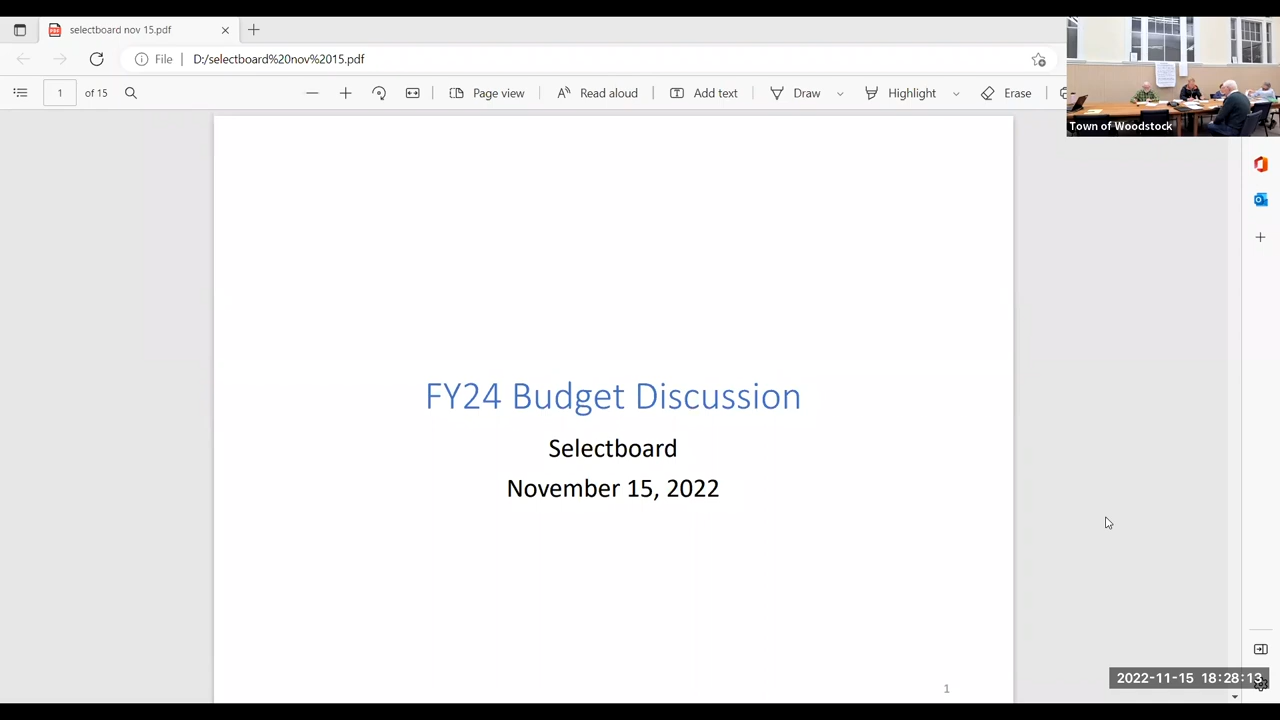 selectboard nov 15.pdf
File
D:/selectboard%20nov%2015.pdf
1
of 15
Page view
Read aloud
Add text
Draw
Highlight
Erase
Town of Woodstock
FY24 Budget Discussion
Selectboard
November 15, 2022
1
2022-11-15 18:28:13